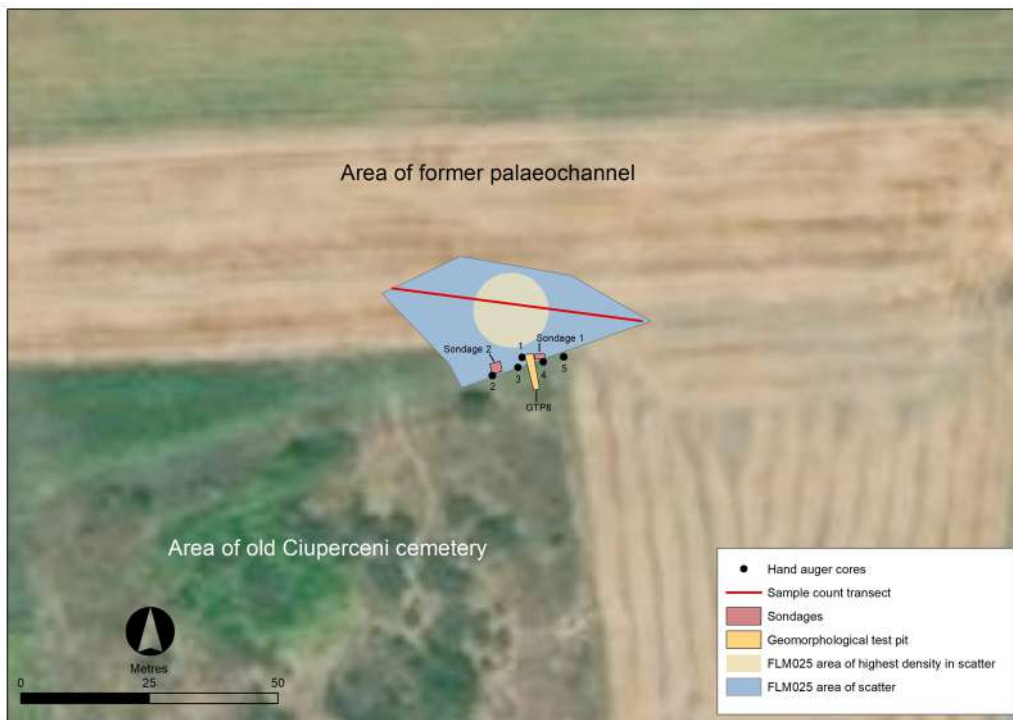 Area of former palaeochannel
Sondage 1
Sondage 2
1
5
4
3
2
GTP8
Area of old Ciuperceni cemetery
Metres
0
25
50
Hand auger cores
Sample count transect
Sondages
Geomorphological test pit
FLM025 area of highest density in scatter
FLM025 area of scatter